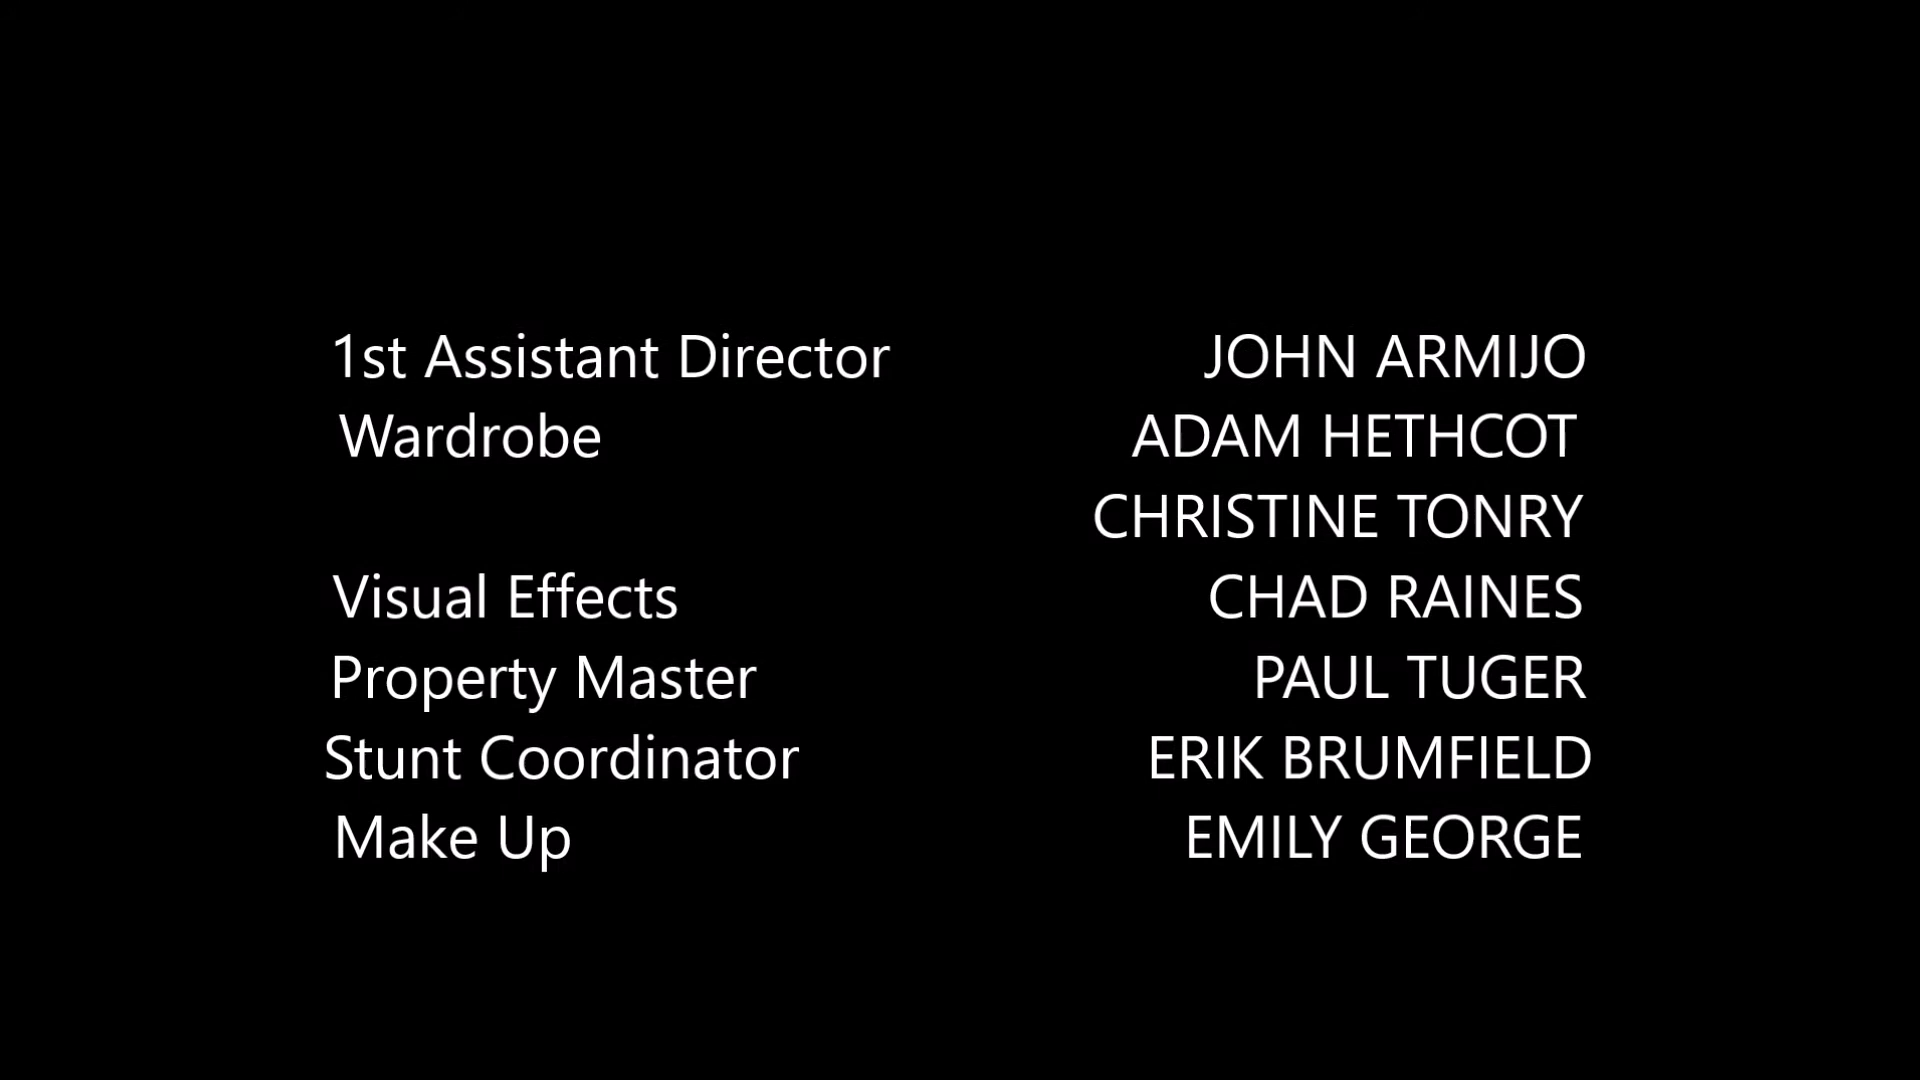 1st Assistant Director JOHN ARMIJO
Wardrobe ADAM HETHCOT
CHRISTINE TONRY
Visual Effects CHAD RAINES
Property Master PAUL TUGER
Stunt Coordinator ERIK BRUMFIELD
Make Up EMILY GEORGE